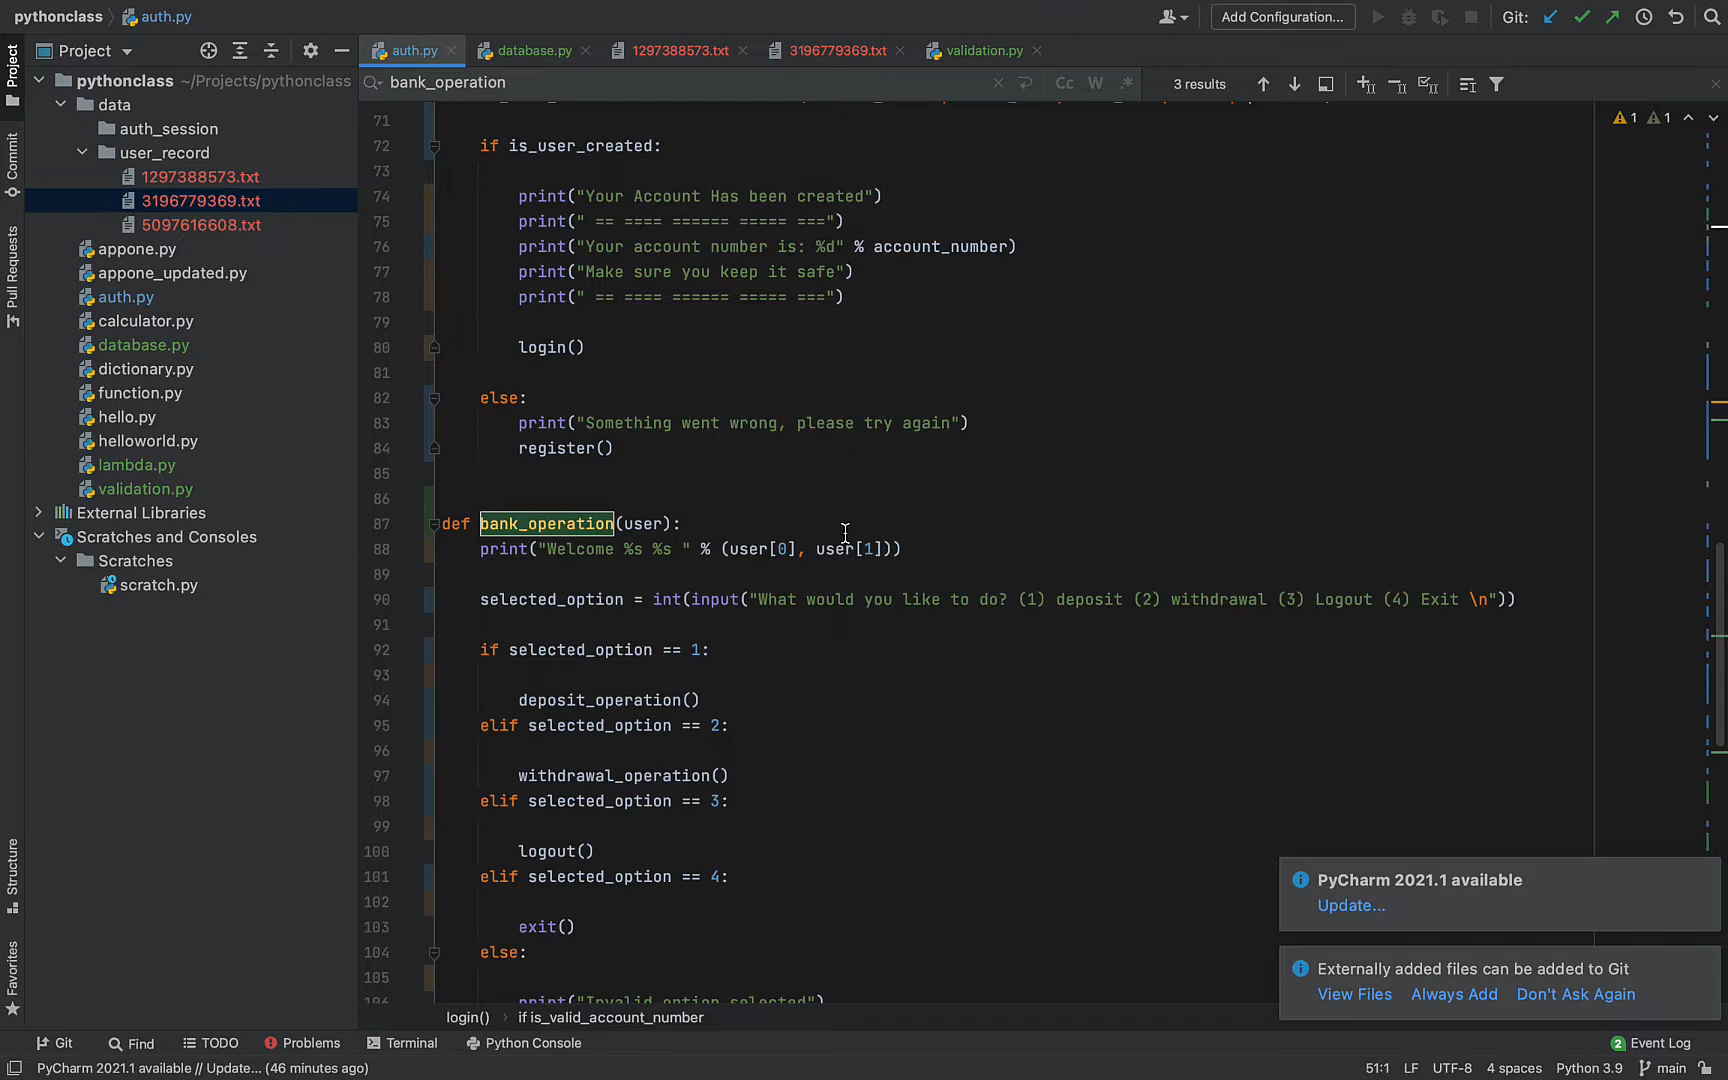 pythonclass auth.py
Add Configuration... Git:
Project
auth.py database.py 1297388573.txt 3196779369.txt validation.py
bank_operation
Cc W .* 3 results
pythonclass ~/Projects/pythonclass
data
auth_session
user_record
1297388573.txt
3196779369.txt
5097616608.txt
appone.py
appone_updated.py
auth.py
calculator.py
database.py
dictionary.py
function.py
hello.py
helloworld.py
lambda.py
validation.py
External Libraries
Scratches and Consoles
Scratches
scratch.py
Project
Commit
Pull Requests
Structure
Favorites
1 1
71
72 if is_user_created:
73
74 print("Your Account Has been created")
75 print(" == ==== ====== ===== ===")
76 print("Your account number is: %d" % account_number)
77 print("Make sure you keep it safe")
78 print(" == ==== ====== ===== ===")
79
80 login()
81
82 else:
83 print("Something went wrong, please try again")
84 register()
85
86
87 def bank_operation(user):
88 print("Welcome %s %s " % (user[0], user[1]))
89
90 selected_option = int(input("What would you like to do? (1) deposit (2) withdrawal (3) Logout (4) Exit \n"))
91
92 if selected_option == 1:
93
94 deposit_operation()
95 elif selected_option == 2:
96
97 withdrawal_operation()
98 elif selected_option == 3:
99
100 logout()
101 elif selected_option == 4:
102
103 exit()
104 else:
105
106 print("Invalid option selected")
PyCharm 2021.1 available
Update...
Externally added files can be added to Git
View Files Always Add Don't Ask Again
login() if is_valid_account_number
Git Find TODO Problems Terminal Python Console 2 Event Log
PyCharm 2021.1 available // Update... (46 minutes ago) 51:1 LF UTF-8 4 spaces Python 3.9 main